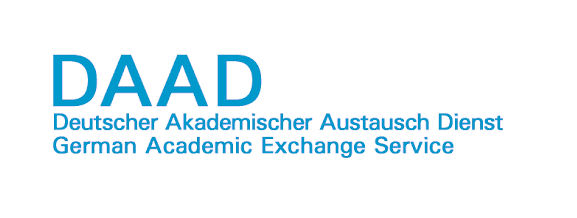 DAAD
Deutscher Akademischer Austausch Dienst
German Academic Exchange Service